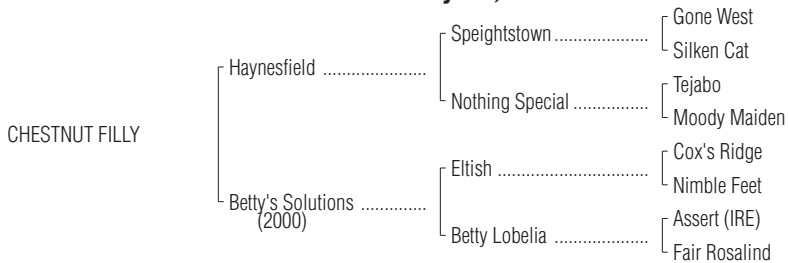 Gone West
Speightstown
Silken Cat
Haynesfield
Tejabo
Nothing Special
Moody Maiden
CHESTNUT FILLY
Cox's Ridge
Eltish
Nimble Feet
Betty's Solutions
(2000)
Assert (IRE)
Betty Lobelia
Fair Rosalind